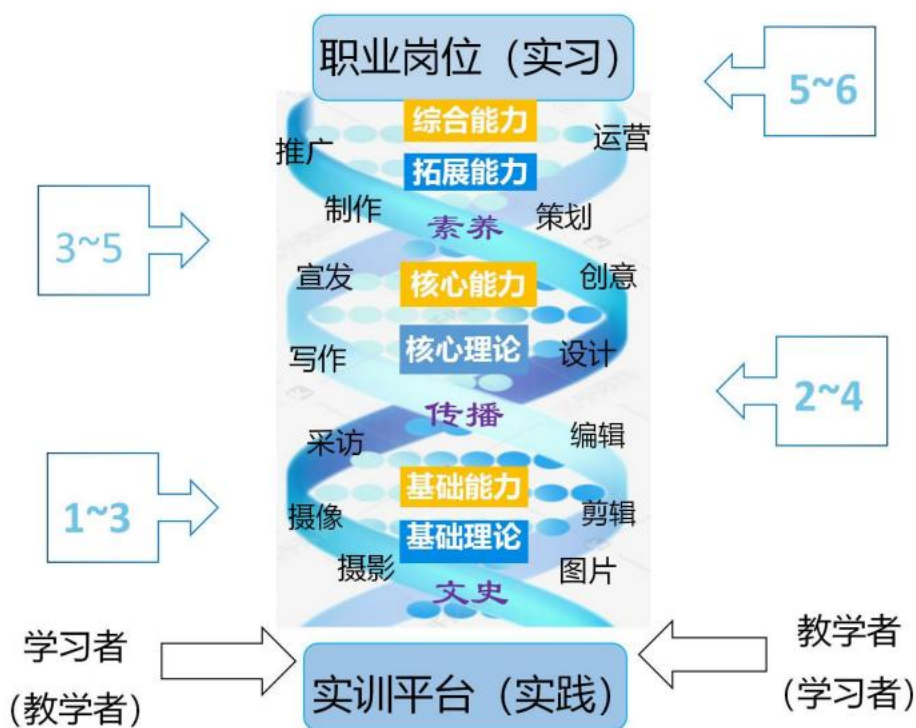 职业岗位（实习）
5~6
综合能力
推广
运营
拓展能力
制作
策划
素养
3~5
宣发
核心能力
创意
写作
核心理论
设计
2~4
传播
采访
编辑
基础能力
1~3
摄像
剪辑
基础理论
摄影
图片
文史
学习者
（教学者）
教学者
（学习者）
实训平台（实践）